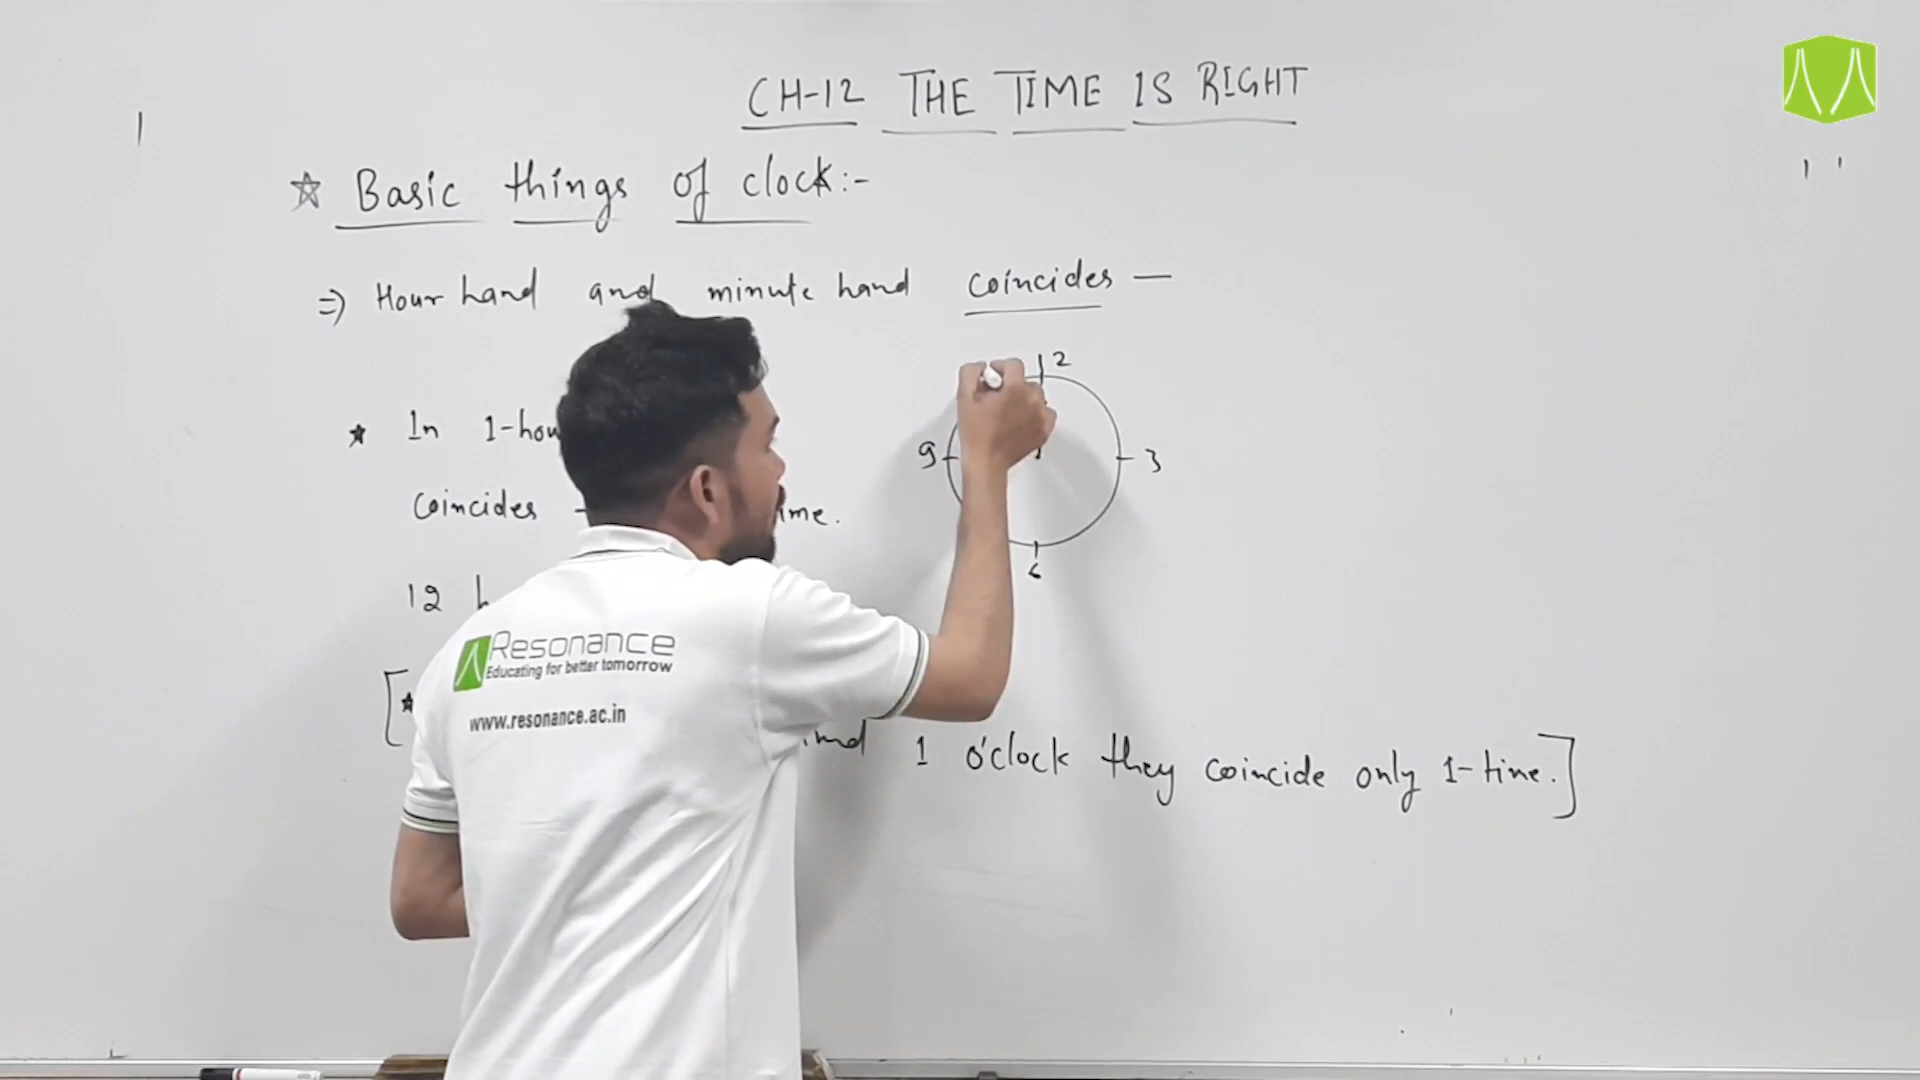 CH-12 THE TIME IS RIGHT
☆ Basic things of clock:-
⇒ Hour hand and minute hand coincides —
12
9
3
6
★ In 1-hou
Coincides -
ime.
12 h
[★
1 o'clock they coincide only 1-time.]
Resonance
Educating for better tomorrow
www.resonance.ac.in